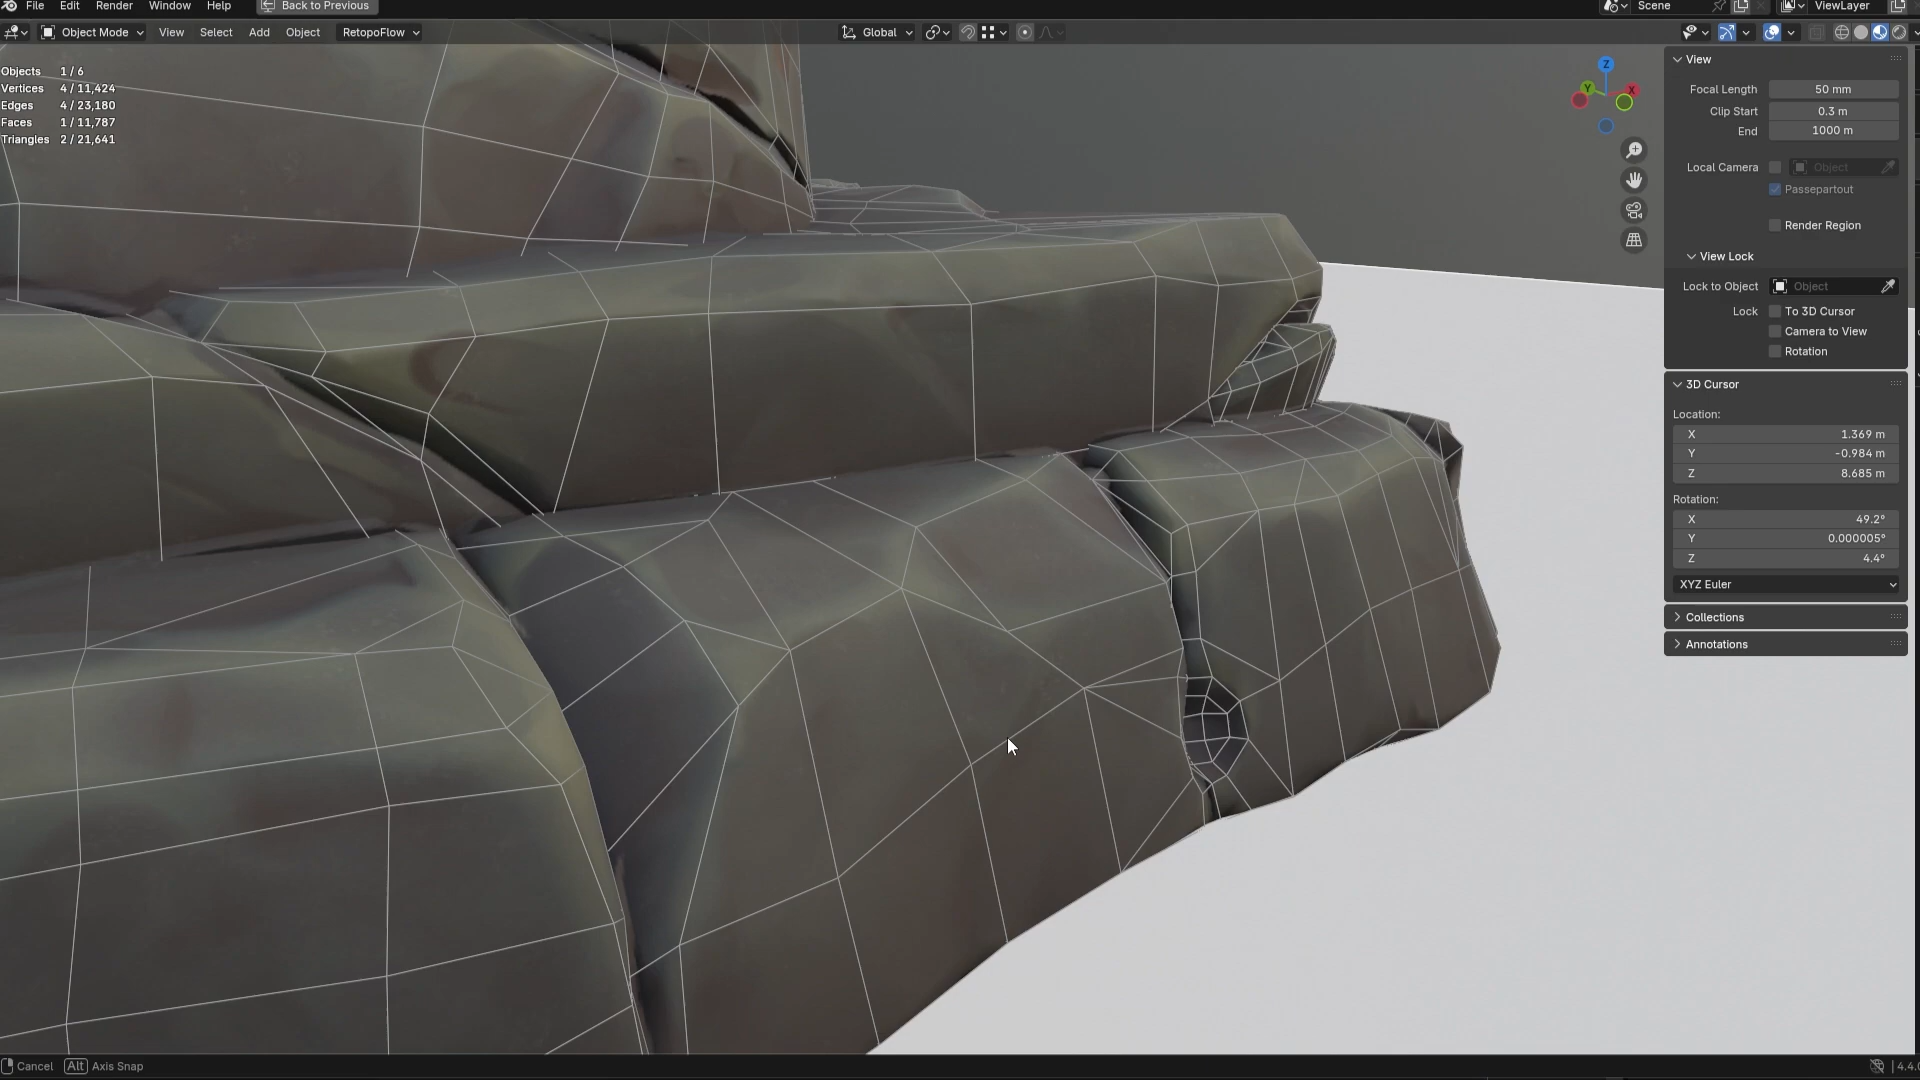 File Edit Render Window Help Back to Previous Scene ViewLayer
Object Mode View Select Add Object RetopoFlow Global
Objects 1 / 6
Vertices 4 / 11,424
Edges 4 / 23,180
Faces 1 / 11,787
Triangles 2 / 21,641
Z
Y X
View
Focal Length 50 mm
Clip Start 0.3 m
End 1000 m
Local Camera Object
Passepartout
Render Region
View Lock
Lock to Object Object
Lock To 3D Cursor
Camera to View
Rotation
3D Cursor
Location:
X 1.369 m
Y -0.984 m
Z 8.685 m
Rotation:
X 49.2°
Y 0.000005°
Z 4.4°
XYZ Euler
Collections
Annotations
Cancel Alt Axis Snap